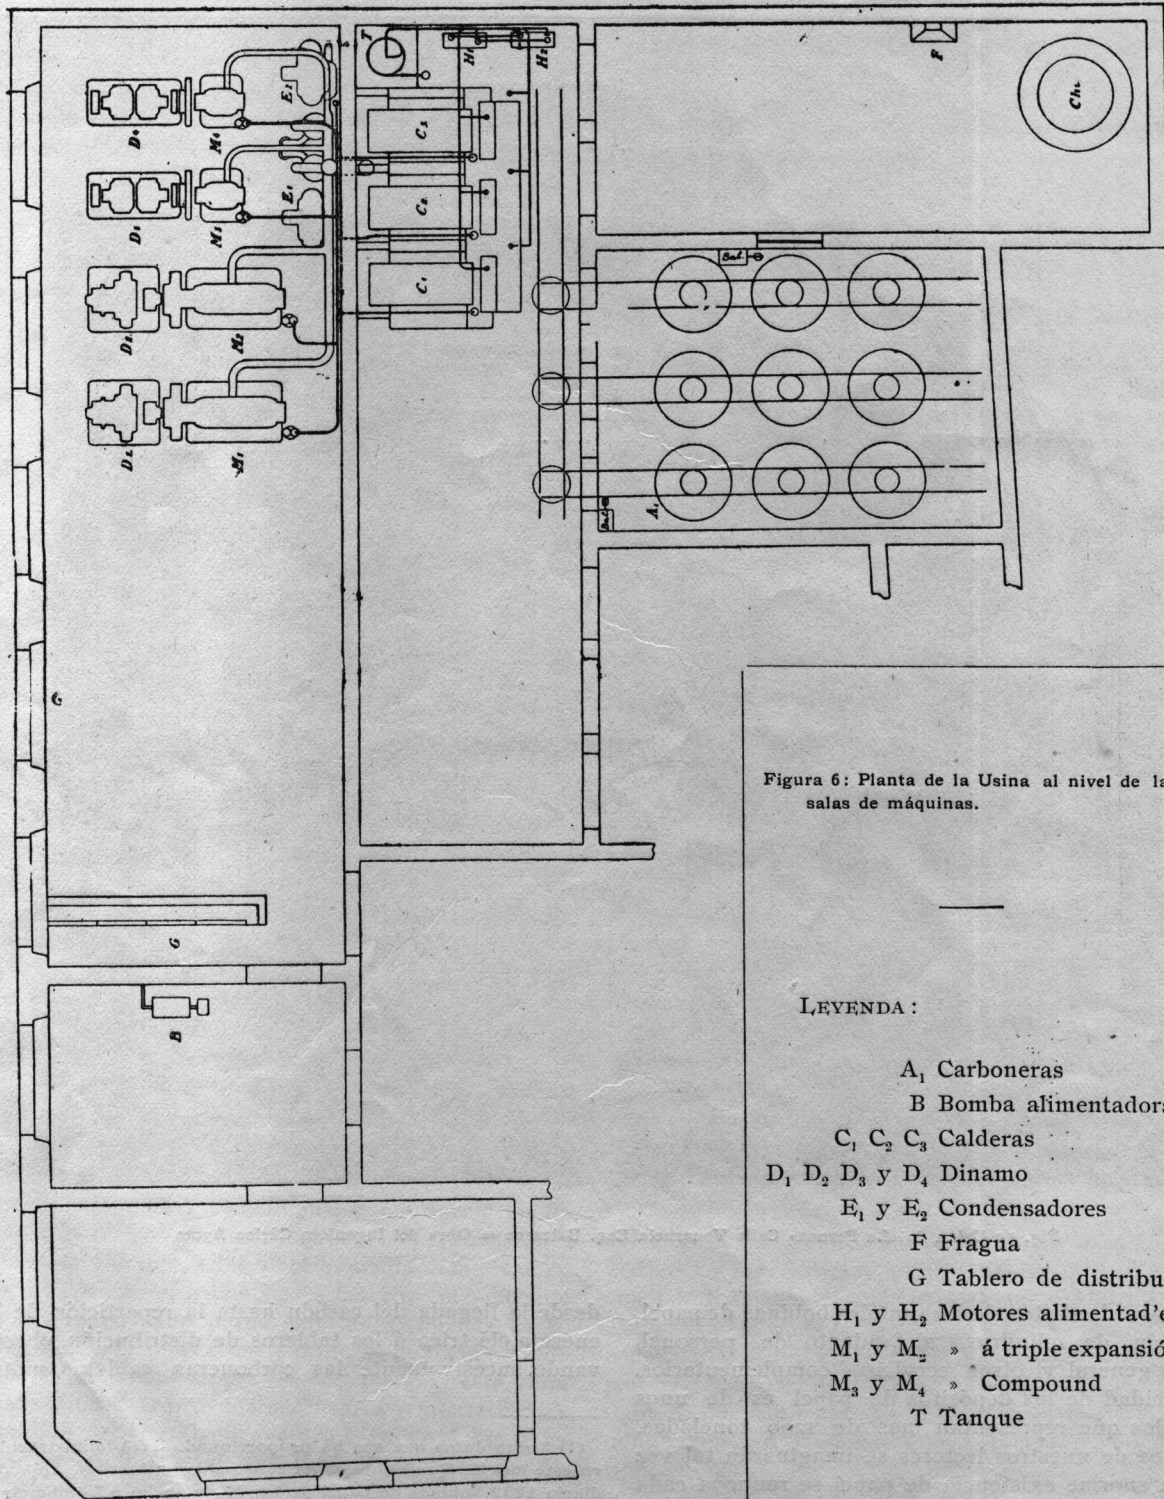 T
H₁
H₂
F
Ch.
E₂
D₄
M₄
C₃
D₃
M₃
E₁
C₂
Bal.
C₁
D₂
M₂
D₁
M₁
A₁
Bal.
G
Figura 6: Planta de la Usina al nivel de la
salas de máquinas.
G
B
LEYENDA:
A₁ Carboneras
B Bomba alimentadora
C₁ C₂ C₃ Calderas
D₁ D₂ D₃ y D₄ Dinamo
E₁ y E₂ Condensadores
F Fragua
G Tablero de distribu
H₁ y H₂ Motores alimentad'e
M₁ y M₂ » á triple expansió
M₃ y M₄ » Compound
T Tanque